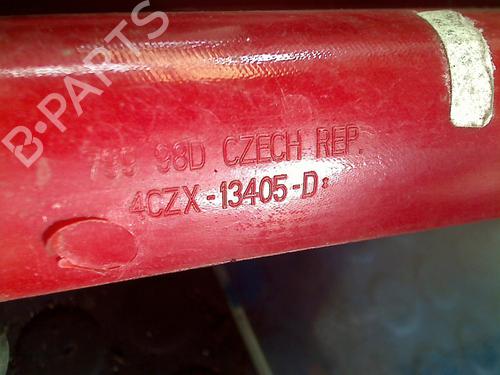 B-PARTS
98D CZECH REP.
4CZX-13405-D